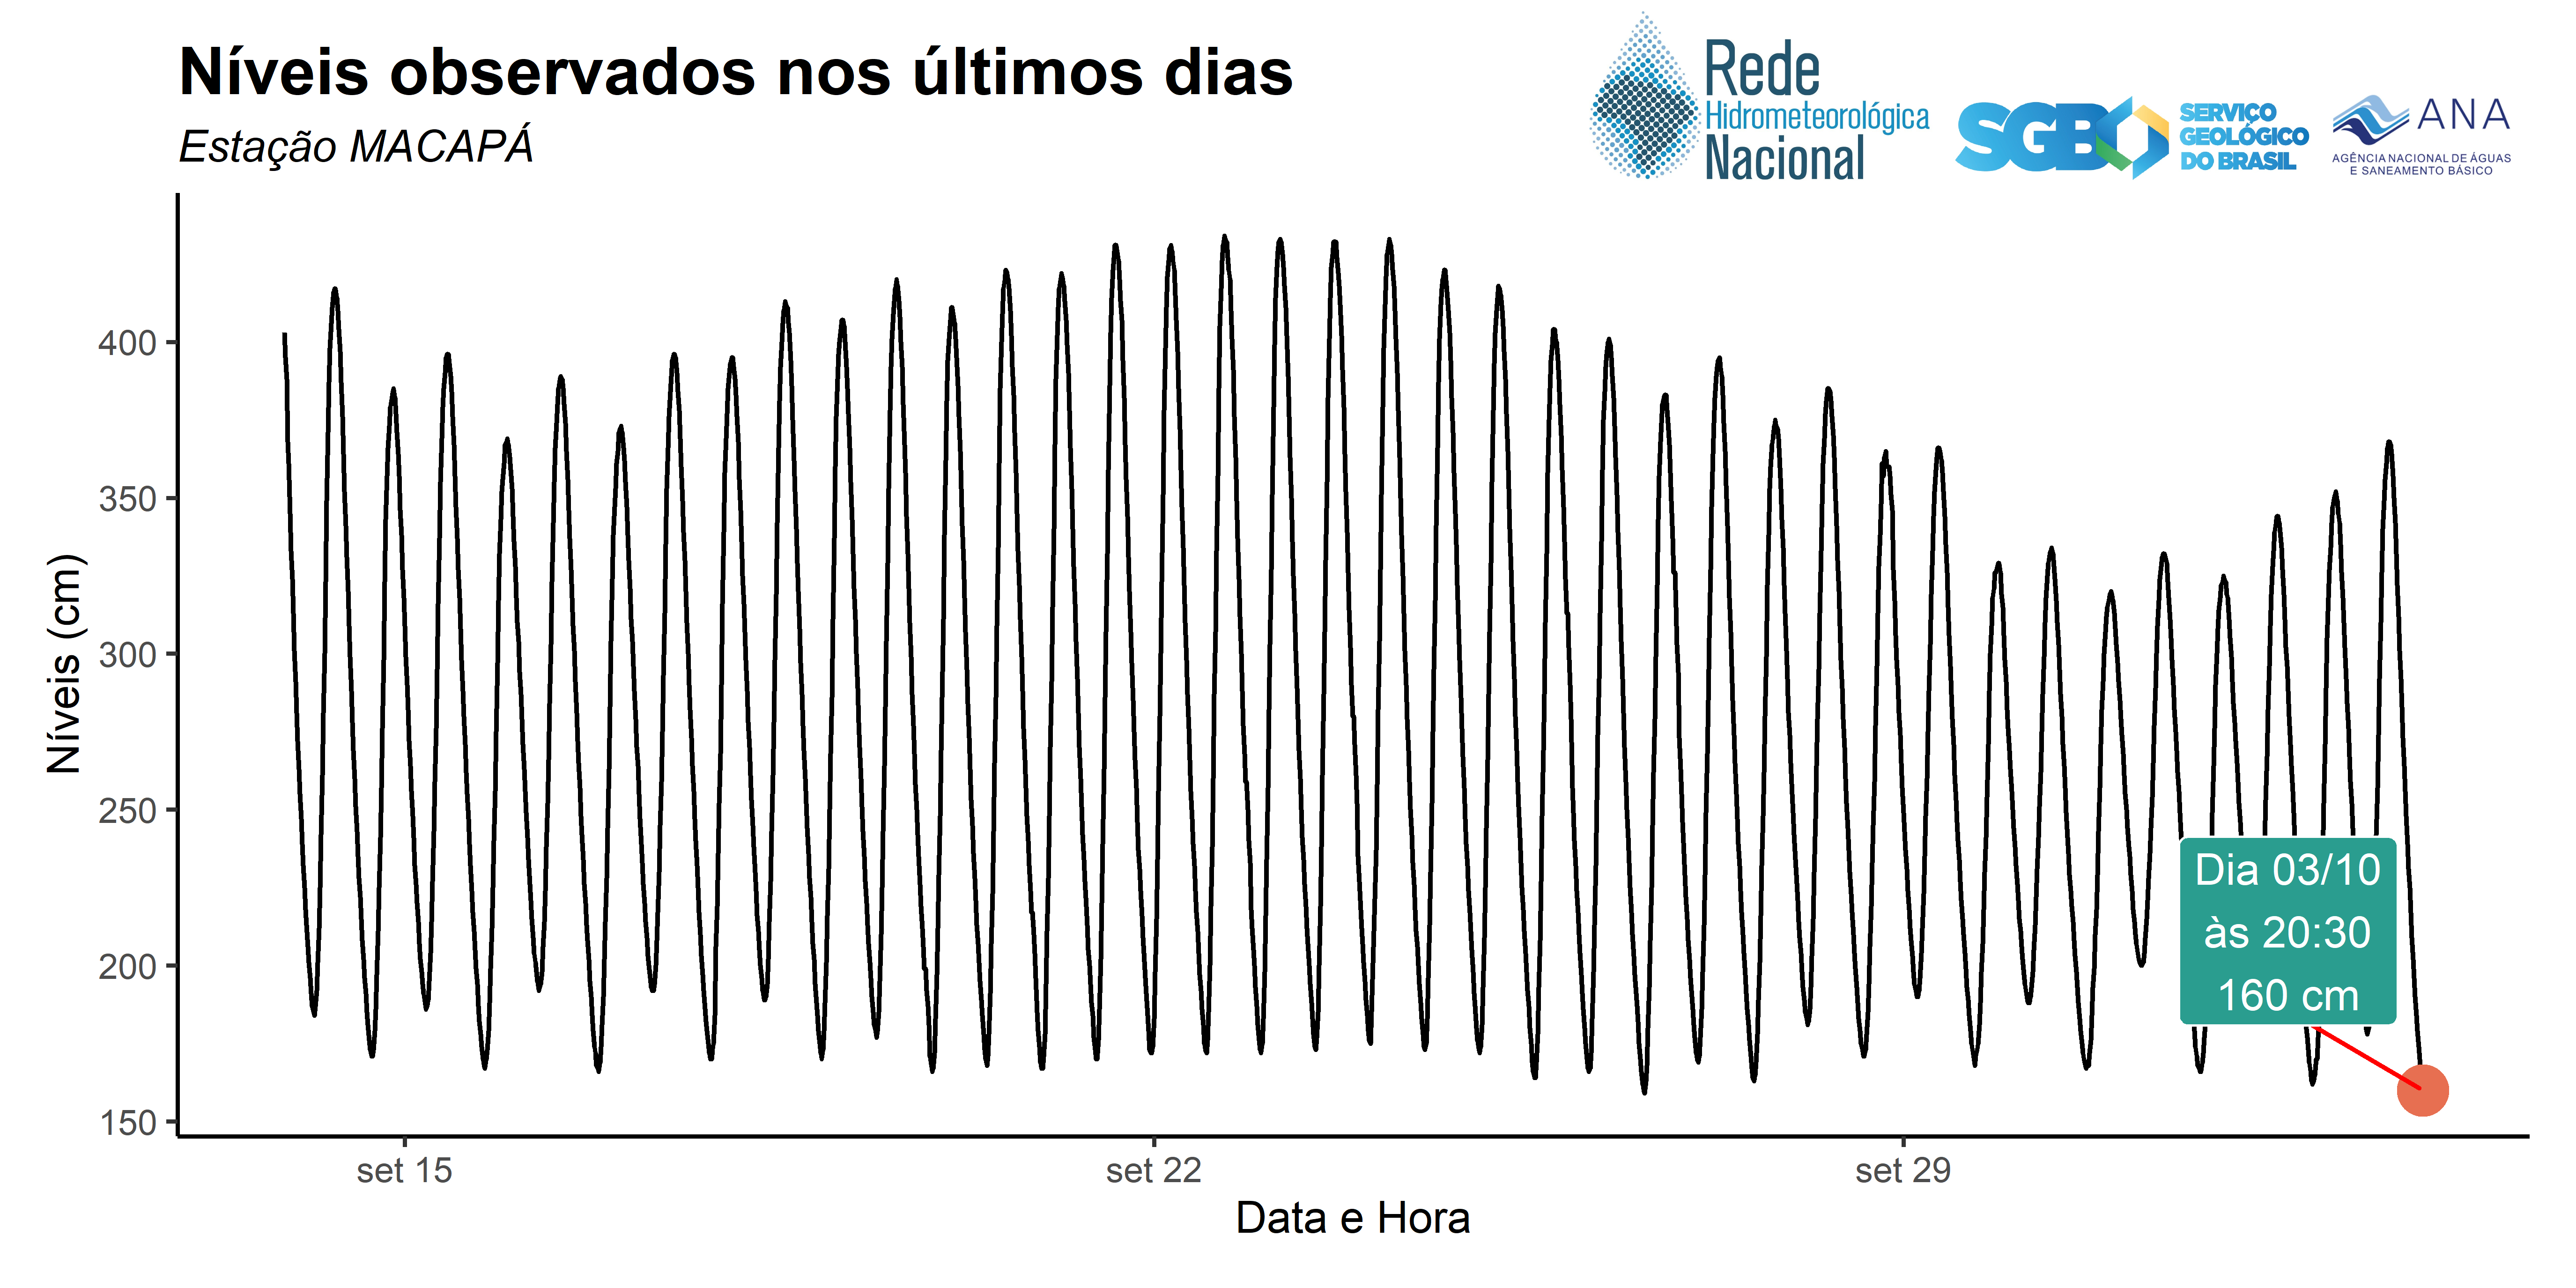 Níveis observados nos últimos dias
Estação MACAPÁ
Rede
Hidrometeorológica
Nacional
SGB
SERVIÇO
GEOLÓGICO
DO BRASIL
ANA
AGÊNCIA NACIONAL DE ÁGUAS
E SANEAMENTO BÁSICO
Níveis (cm)
400
350
300
250
200
150
Dia 03/10
às 20:30
160 cm
set 15
set 22
set 29
Data e Hora